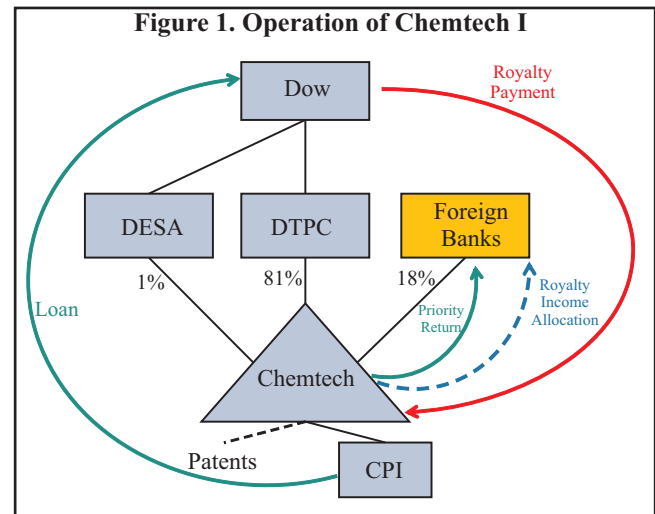 Figure 1. Operation of Chemtech I
Dow
Royalty
Payment
DESA
DTPC
Foreign
Banks
1%
81%
18%
Loan
Priority
Return
Royalty
Income
Allocation
Chemtech
Patents
CPI